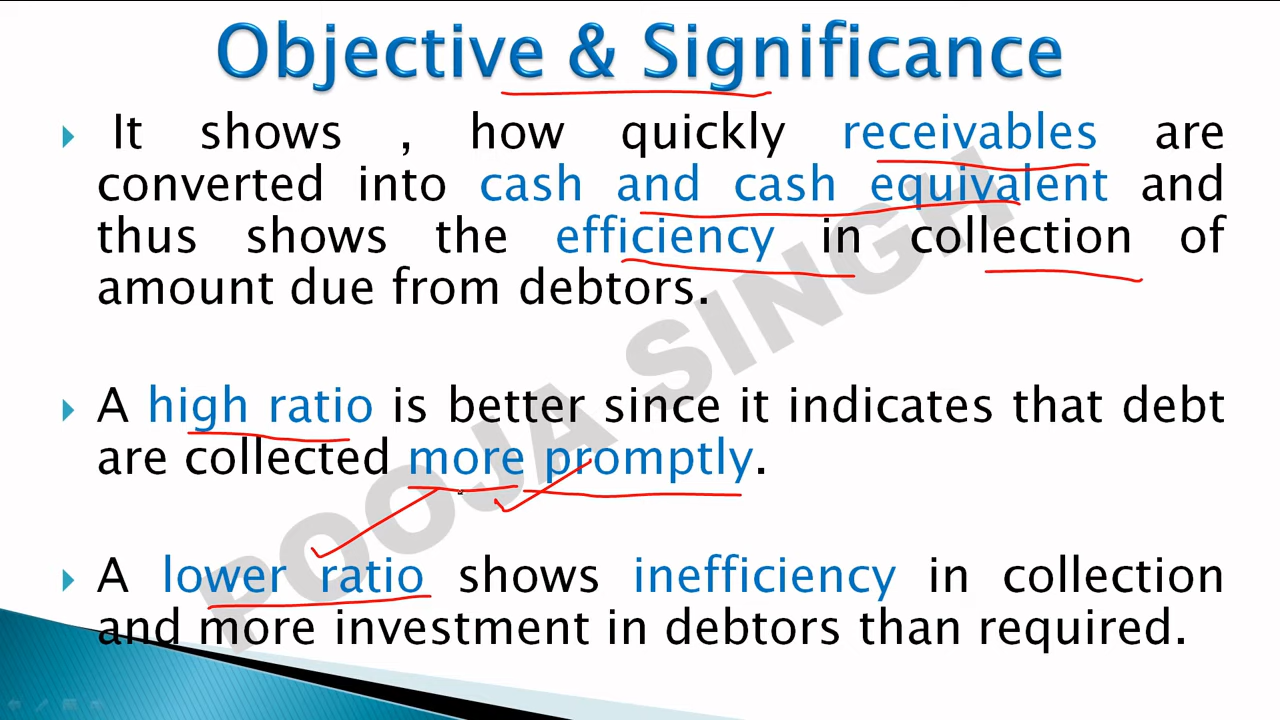 Objective & Significance
It shows , how quickly receivables are
converted into cash and cash equivalent and
thus shows the efficiency in collection of
amount due from debtors.
A high ratio is better since it indicates that debt
are collected more promptly.
A lower ratio shows inefficiency in collection
and more investment in debtors than required.
POOJA SINGH